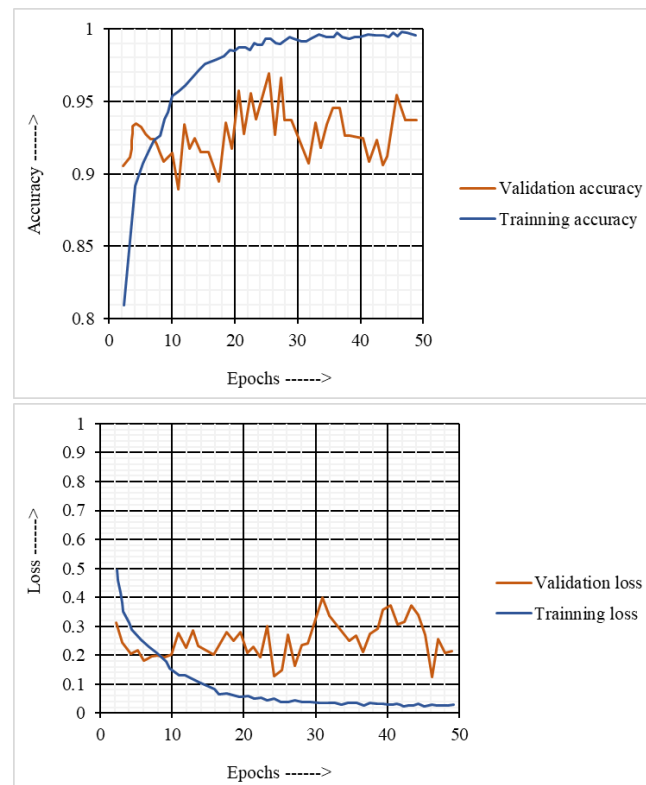 1
0.95
0.9
0.85
0.8
Accuracy ------>
0 10 20 30 40 50
Epochs ------>
Validation accuracy
Trainning accuracy
1
0.9
0.8
0.7
0.6
0.5
0.4
0.3
0.2
0.1
0
Loss ------>
0 10 20 30 40 50
Epochs ------>
Validation loss
Trainning loss